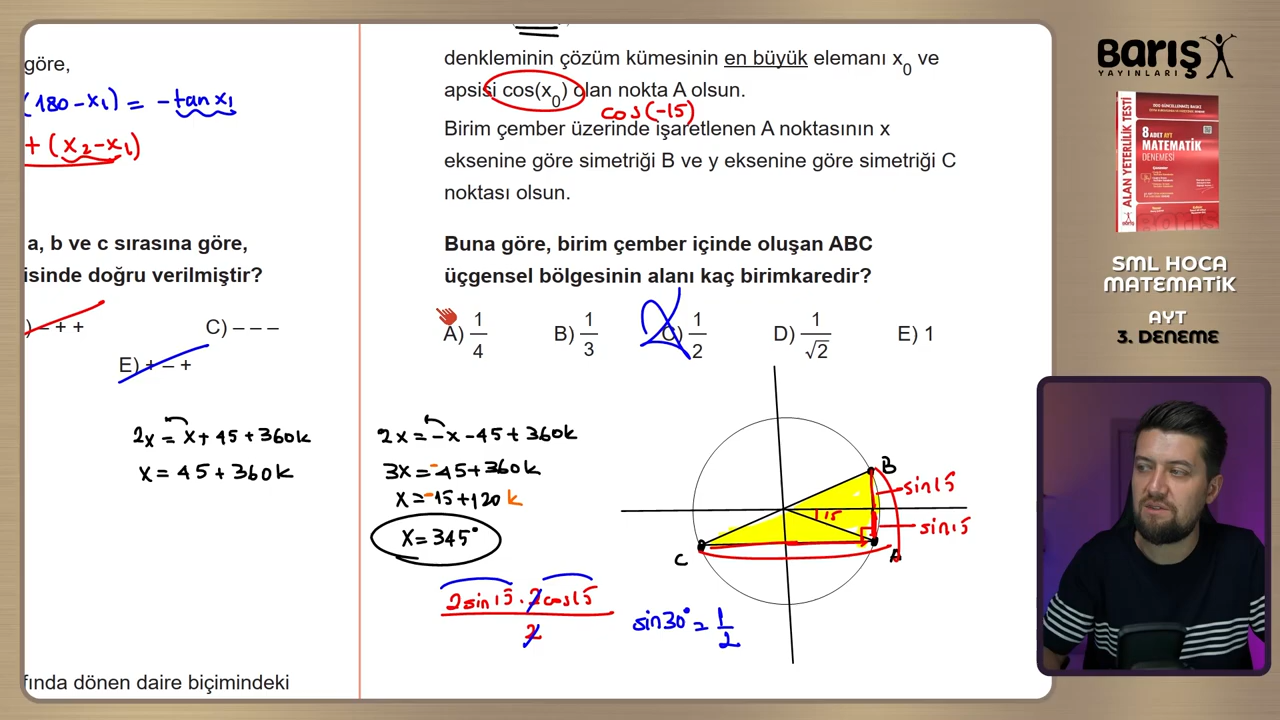 göre,
(180 - x₁) = - tan x₁
+ (x₂ - x₁)
a, b ve c sırasına göre,
isinde doğru verilmiştir?
) – + +
C) – – –
E) + – +
2x = x + 45 + 360k
x = 45 + 360k
fında dönen daire biçimindeki
denkleminin çözüm kümesinin en büyük elemanı x₀ ve
apsisi cos(x₀) olan nokta A olsun.
cos(-15)
Birim çember üzerinde işaretlenen A noktasının x
eksenine göre simetriği B ve y eksenine göre simetriği C
noktası olsun.
Buna göre, birim çember içinde oluşan ABC
üçgensel bölgesinin alanı kaç birimkaredir?
A) 1/4 B) 1/3 C) 1/2 D) 1/√2 E) 1
2x = -x - 45 + 360k
3x = -45 + 360k
x = -15 + 120k
x = 345°
2sin15 . 2cos15
2
sin30° = 1/2
B
sin15
15
sin15
A
C
BARIŞ
YAYINLARI
ALAN YETERLİLİK TESTİ
8 ADET AYT
MATEMATİK
DENEMESİ
SML HOCA
MATEMATİK
AYT
3. DENEME